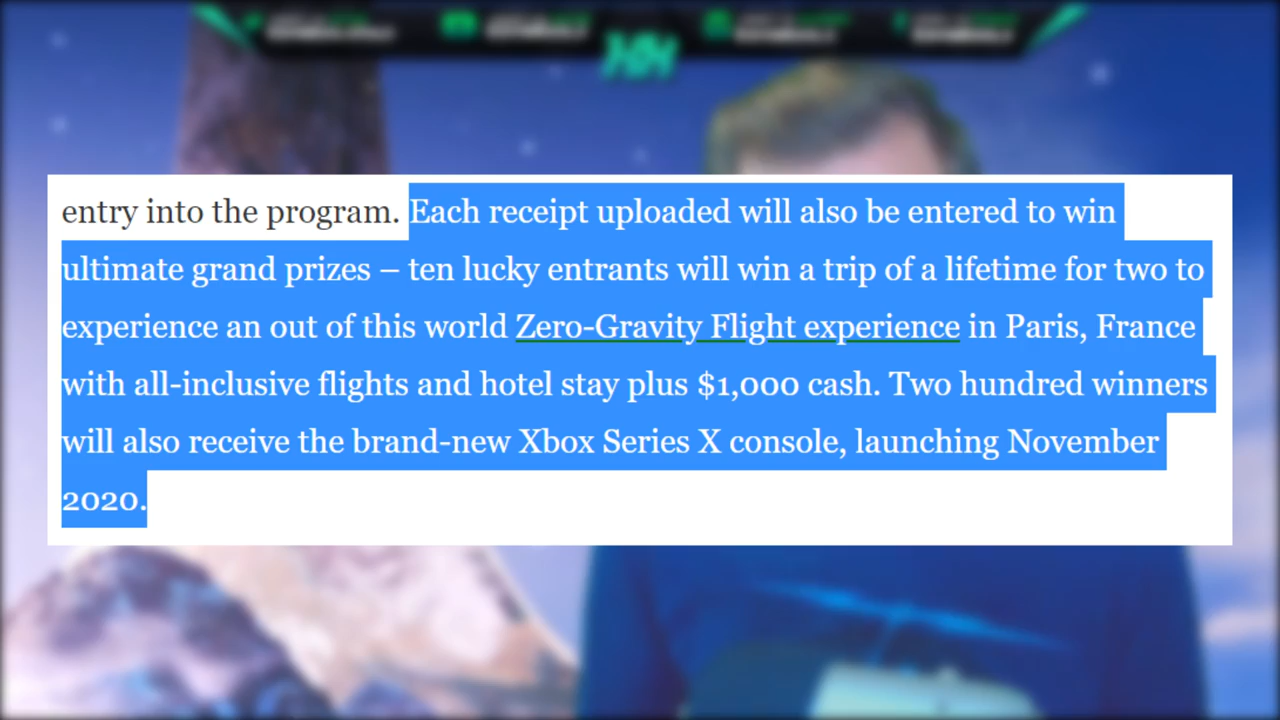 entry into the program. Each receipt uploaded will also be entered to win
ultimate grand prizes – ten lucky entrants will win a trip of a lifetime for two to
experience an out of this world Zero-Gravity Flight experience in Paris, France
with all-inclusive flights and hotel stay plus $1,000 cash. Two hundred winners
will also receive the brand-new Xbox Series X console, launching November
2020.